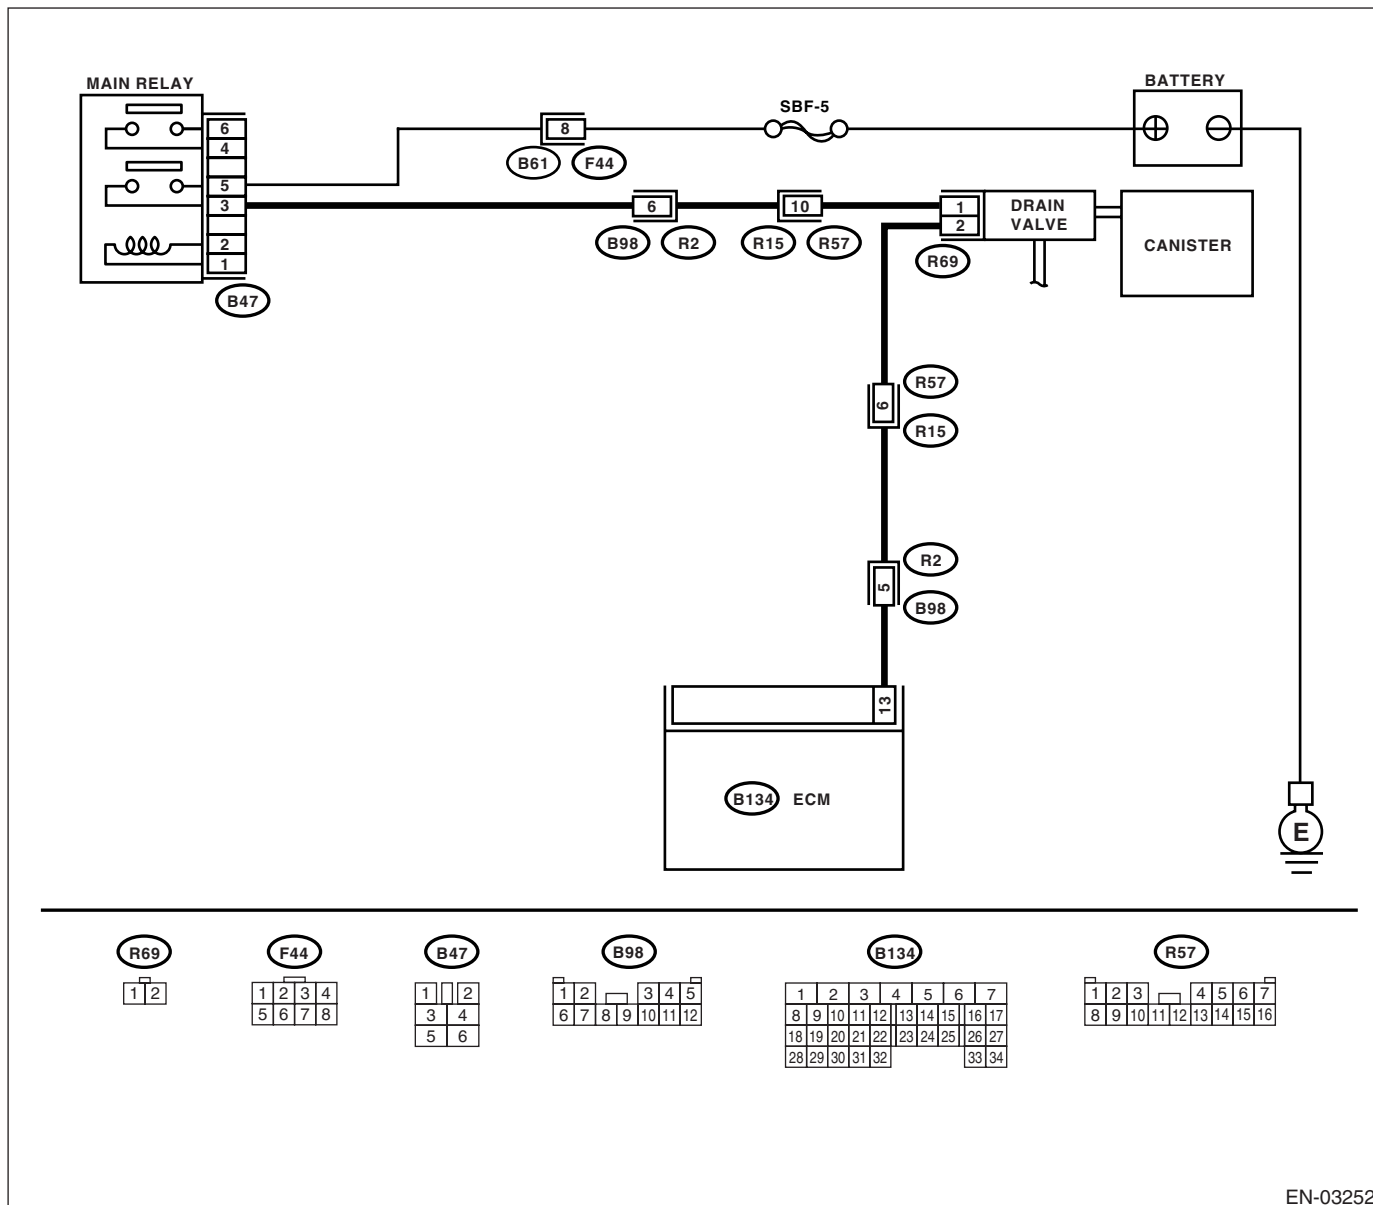 MAIN RELAY
BATTERY
SBF-5
6
4
5
3
2
1
B47
8
B61 F44
6
B98 R2
10
R15 R57
1
2
R69
DRAIN
VALVE
CANISTER
6
R57
R15
5
R2
B98
13
B134 ECM
E
R69 F44 B47 B98 B134 R57
1 2
1 2 3 4
5 6 7 8
1 2
3 4
5 6
1 2 3 4 5
6 7 8 9 10 11 12
1 2 3 4 5 6 7
8 9 10 11 12 13 14 15 16 17
18 19 20 21 22 23 24 25 26 27
28 29 30 31 32 33 34
1 2 3 4 5 6 7
8 9 10 11 12 13 14 15 16
EN-03252